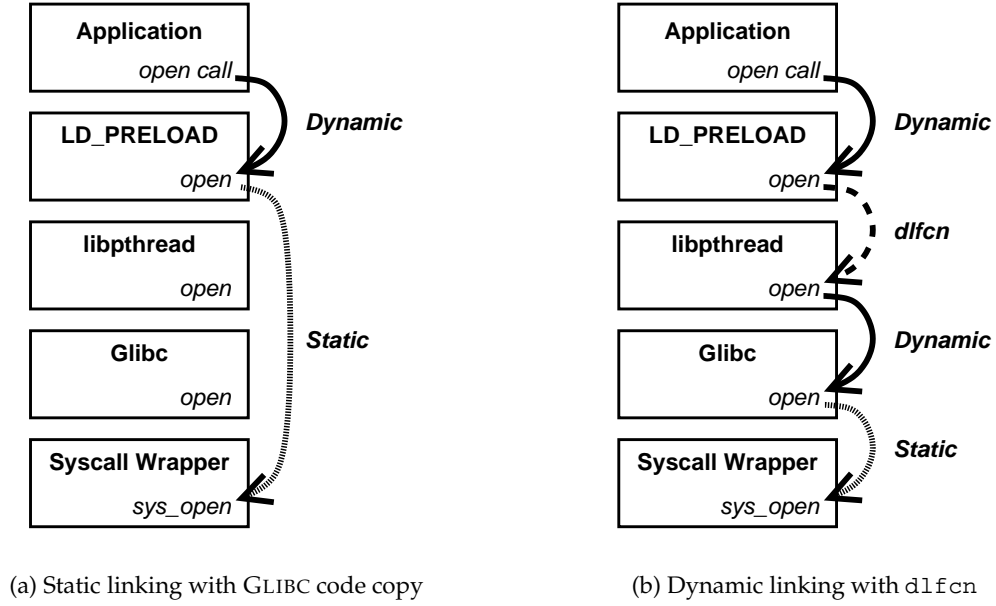 Application
open call
Dynamic
LD_PRELOAD
open
libpthread
open
Static
Glibc
open
Syscall Wrapper
sys_open
(a) Static linking with GLIBC code copy
Application
open call
Dynamic
LD_PRELOAD
open
dlfcn
libpthread
open
Dynamic
Glibc
open
Static
Syscall Wrapper
sys_open
(b) Dynamic linking with dlfcn